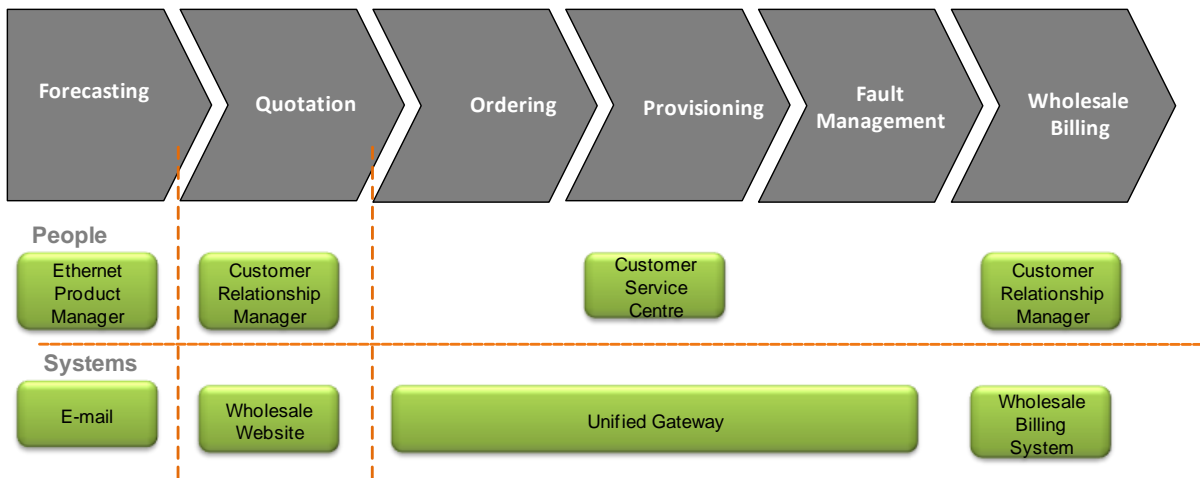 Forecasting
Quotation
Ordering
Provisioning
Fault
Management
Wholesale
Billing
People
Ethernet
Product
Manager
Customer
Relationship
Manager
Customer
Service
Centre
Customer
Relationship
Manager
Systems
E-mail
Wholesale
Website
Unified Gateway
Wholesale
Billing
System